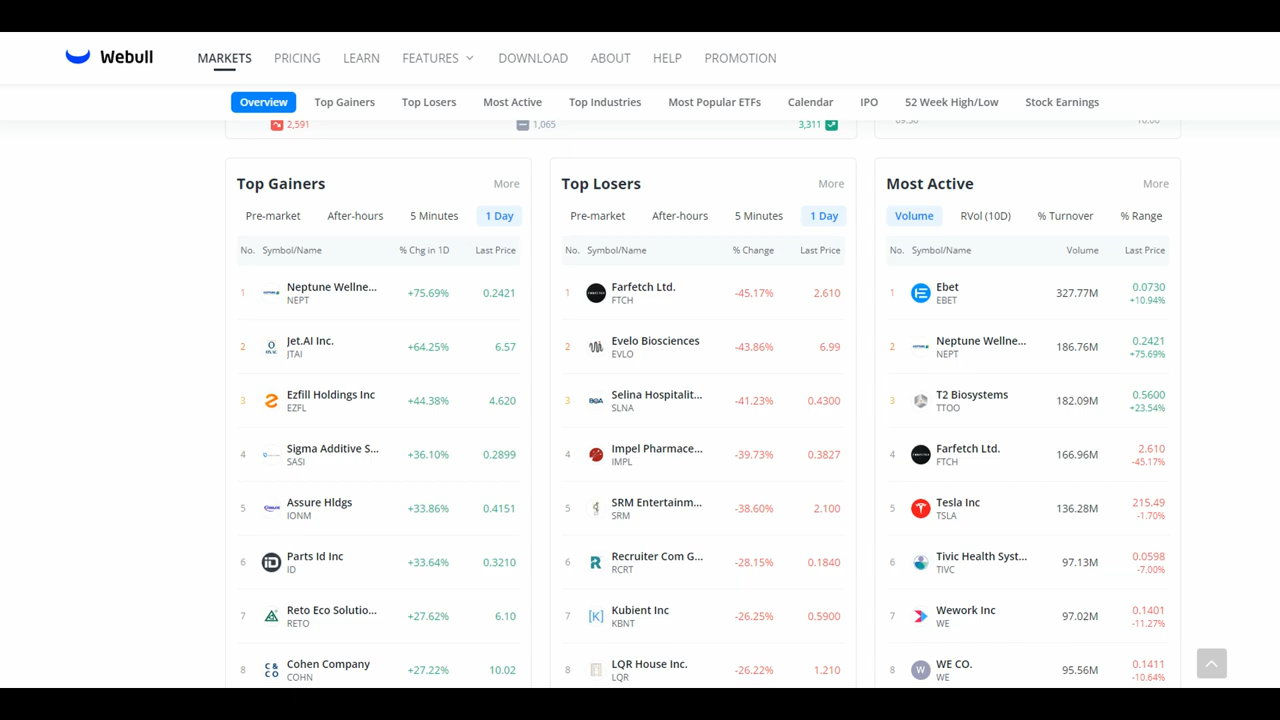 Webull
MARKETS PRICING LEARN FEATURES DOWNLOAD ABOUT HELP PROMOTION
Overview Top Gainers Top Losers Most Active Top Industries Most Popular ETFs Calendar IPO 52 Week High/Low Stock Earnings
2,591 1,065 3,311 09:30 16:00
Top Gainers More
Pre-market After-hours 5 Minutes 1 Day
No. Symbol/Name % Chg in 1D Last Price
1 Neptune Wellne... +75.69% 0.2421
NEPT
2 Jet.AI Inc. +64.25% 6.57
JTAI
3 Ezfill Holdings Inc +44.38% 4.620
EZFL
4 Sigma Additive S... +36.10% 0.2899
SASI
5 Assure Hldgs +33.86% 0.4151
IONM
6 Parts Id Inc +33.64% 0.3210
ID
7 Reto Eco Solutio... +27.62% 6.10
RETO
8 Cohen Company +27.22% 10.02
COHN
Top Losers More
Pre-market After-hours 5 Minutes 1 Day
No. Symbol/Name % Change Last Price
1 Farfetch Ltd. -45.17% 2.610
FTCH
2 Evelo Biosciences -43.86% 6.99
EVLO
3 Selina Hospitalit... -41.23% 0.4300
SLNA
4 Impel Pharmace... -39.73% 0.3827
IMPL
5 SRM Entertainm... -38.60% 2.100
SRM
6 Recruiter Com G... -28.15% 0.1840
RCRT
7 Kubient Inc -26.25% 0.5900
KBNT
8 LQR House Inc. -26.22% 1.210
LQR
Most Active More
Volume RVol (10D) % Turnover % Range
No. Symbol/Name Volume Last Price
1 Ebet 327.77M 0.0730
EBET +10.94%
2 Neptune Wellne... 186.76M 0.2421
NEPT +75.69%
3 T2 Biosystems 182.09M 0.5600
TTOO +23.54%
4 Farfetch Ltd. 166.96M 2.610
FTCH -45.17%
5 Tesla Inc 136.28M 215.49
TSLA -1.70%
6 Tivic Health Syst... 97.13M 0.0598
TIVC -7.00%
7 Wework Inc 97.02M 0.1401
WE -11.27%
8 WE CO. 95.56M 0.1411
WE -10.64%